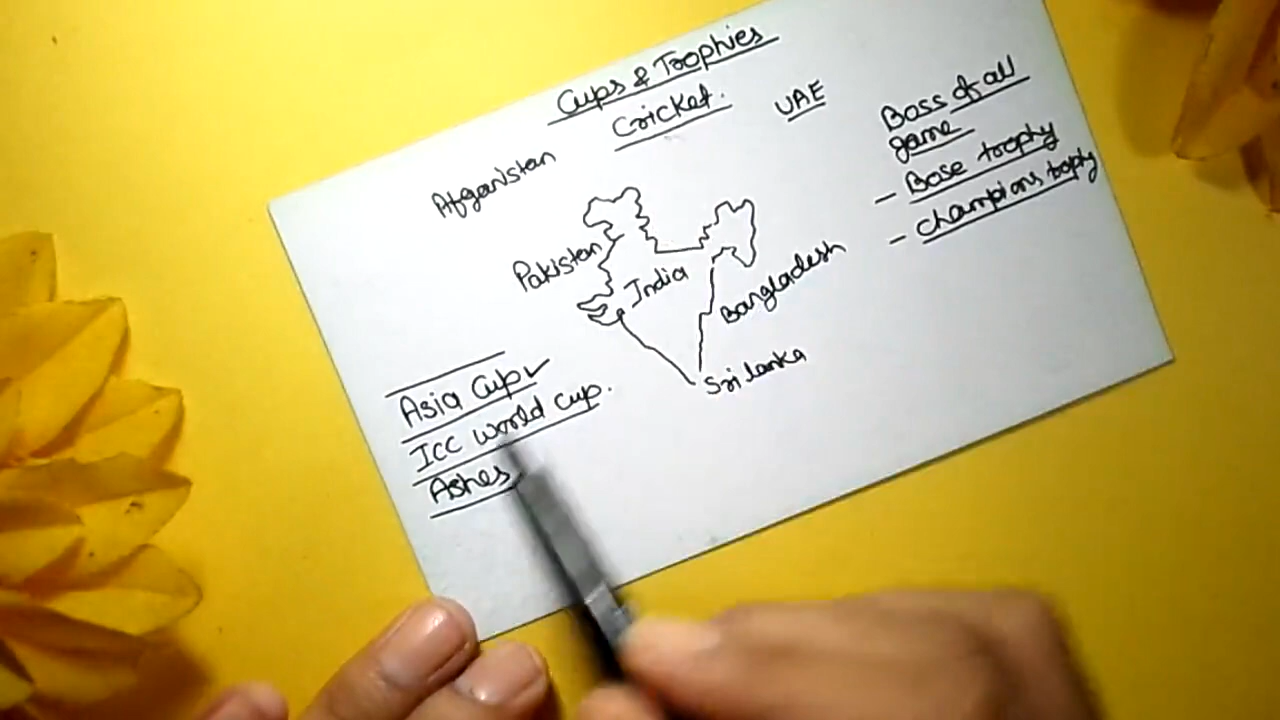 Cups & Trophies
Cricket.
UAE
Afganistan
Pakistan
India
Bangladesh
Sri lanka
Boss of all
game
- Bose trophy
- Champions tophy
Asia Cup✓
ICC World Cup.
Ashes